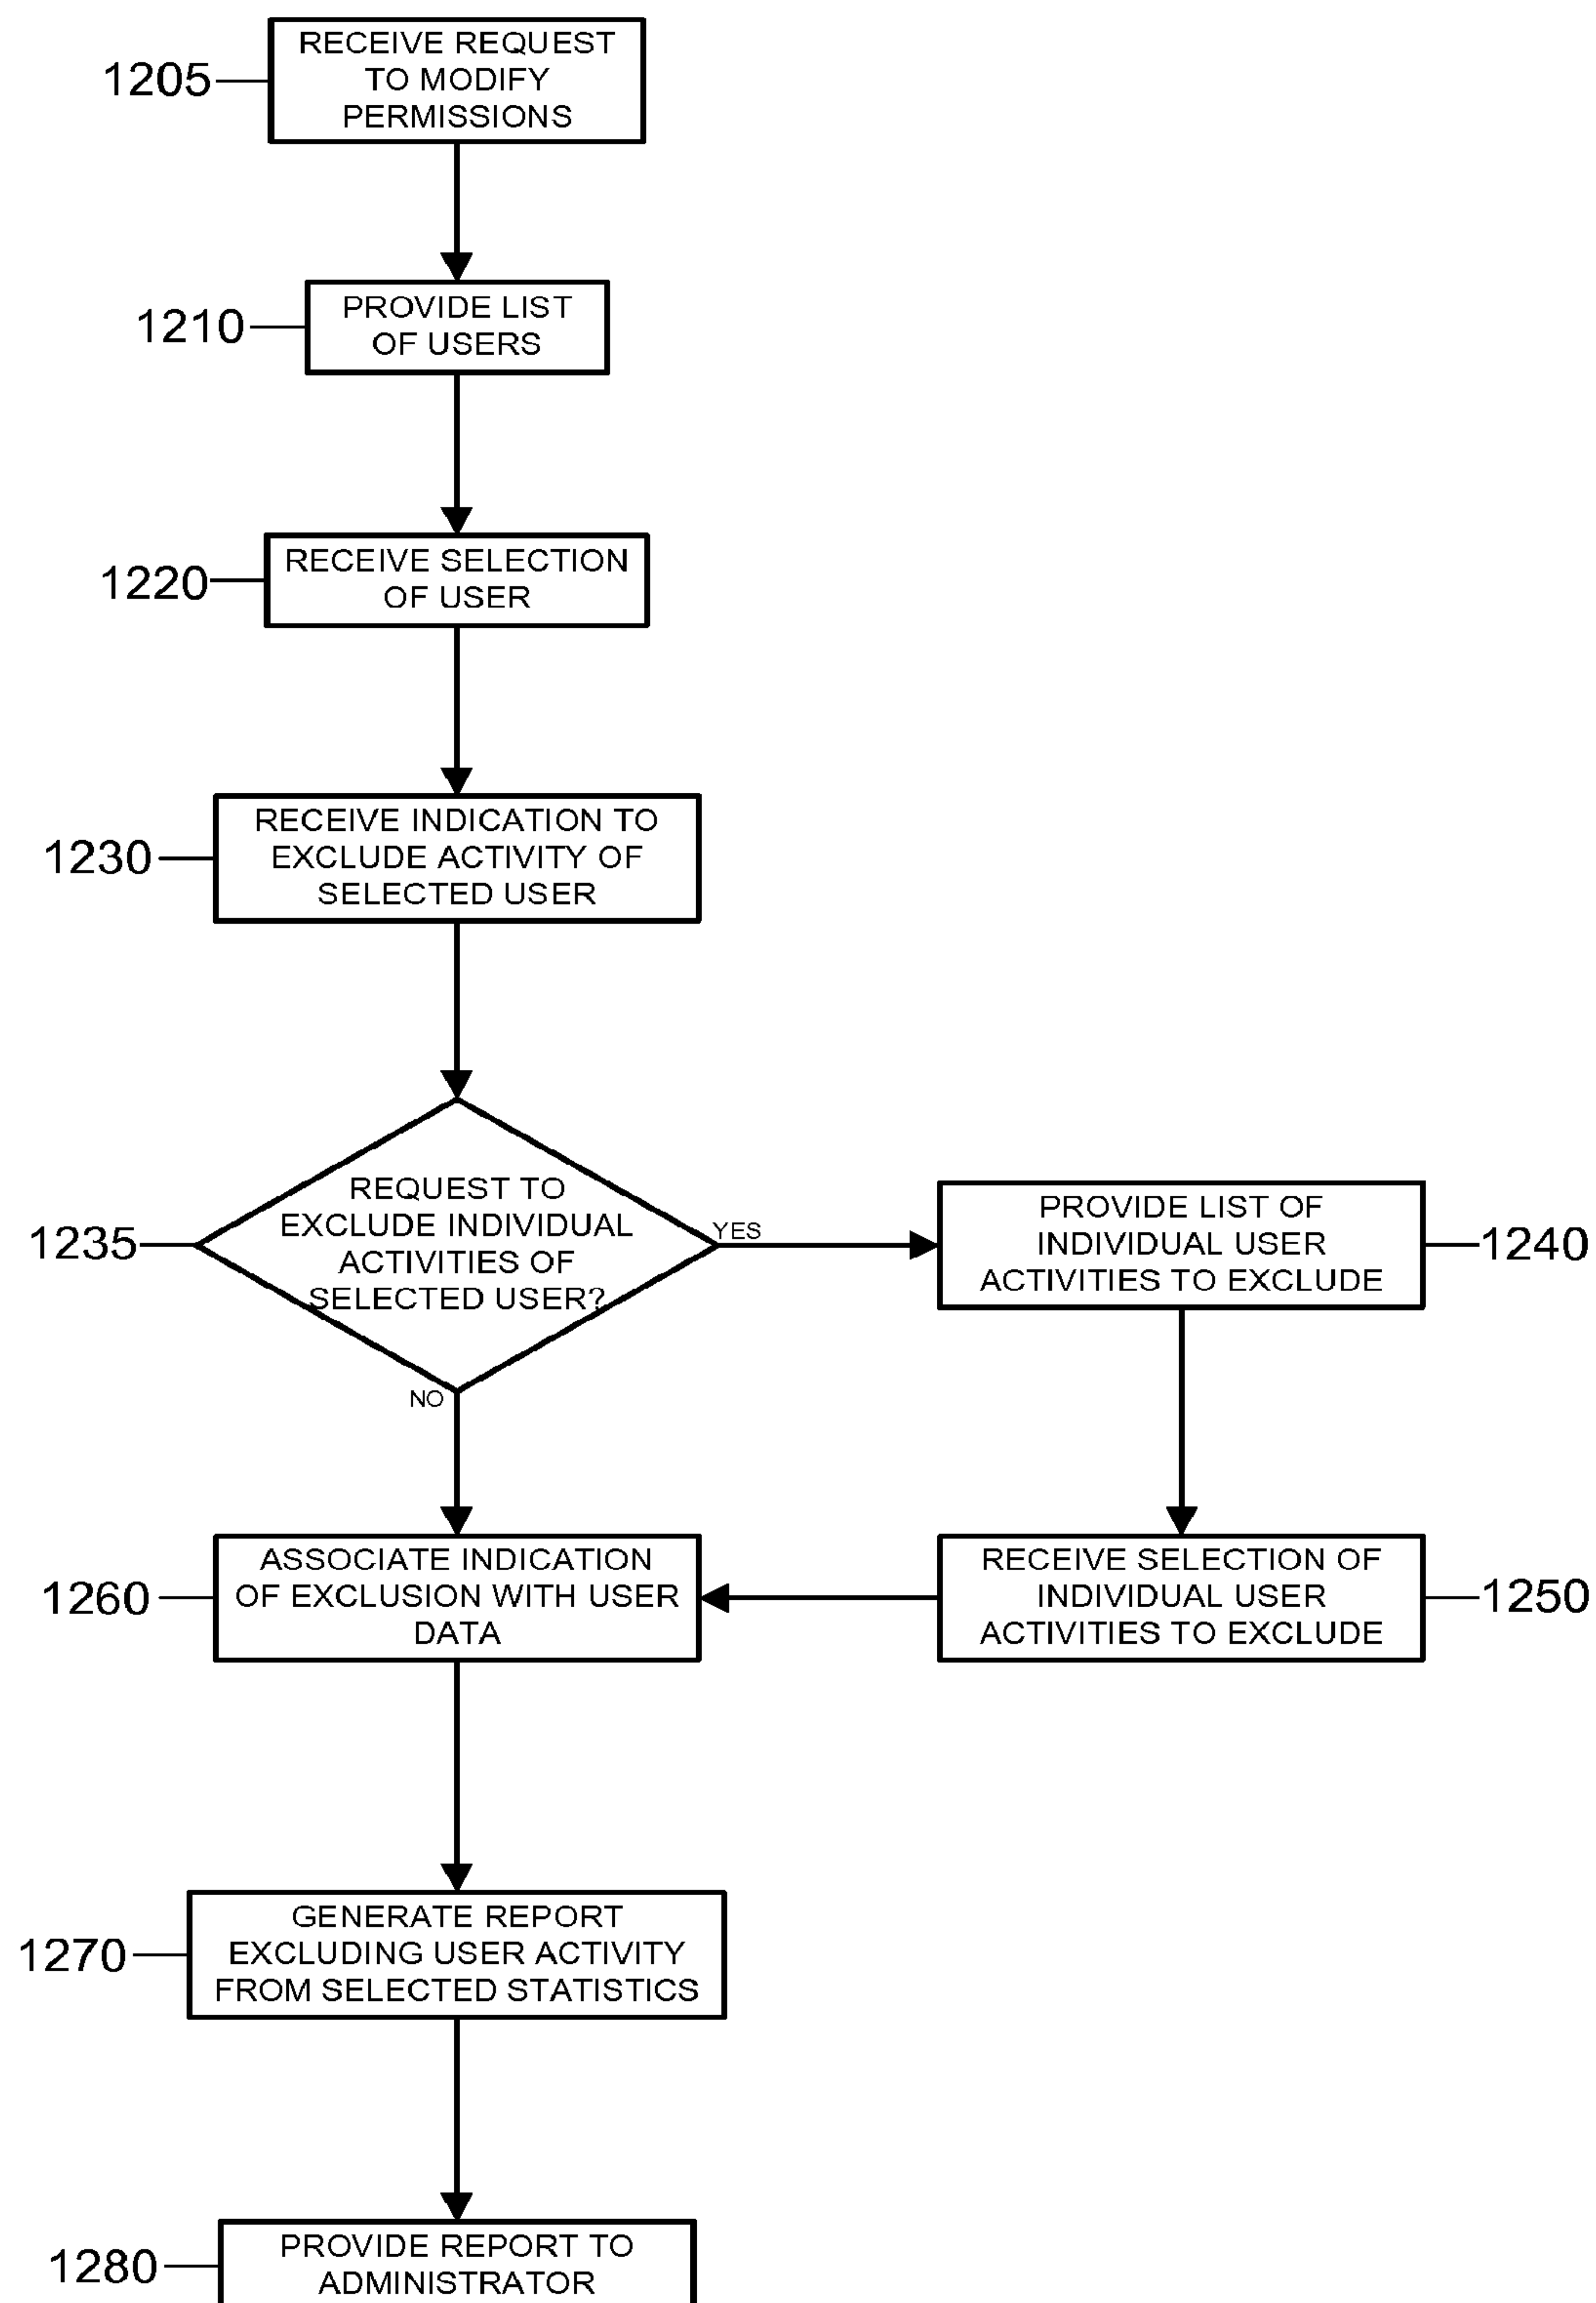 1205
RECEIVE REQUEST
TO MODIFY
PERMISSIONS
1210
PROVIDE LIST
OF USERS
1220
RECEIVE SELECTION
OF USER
1230
RECEIVE INDICATION TO
EXCLUDE ACTIVITY OF
SELECTED USER
1235
REQUEST TO
EXCLUDE INDIVIDUAL
ACTIVITIES OF
SELECTED USER?
YES
NO
PROVIDE LIST OF
INDIVIDUAL USER
ACTIVITIES TO EXCLUDE
1240
RECEIVE SELECTION OF
INDIVIDUAL USER
ACTIVITIES TO EXCLUDE
1250
1260
ASSOCIATE INDICATION
OF EXCLUSION WITH USER
DATA
1270
GENERATE REPORT
EXCLUDING USER ACTIVITY
FROM SELECTED STATISTICS
1280
PROVIDE REPORT TO
ADMINISTRATOR